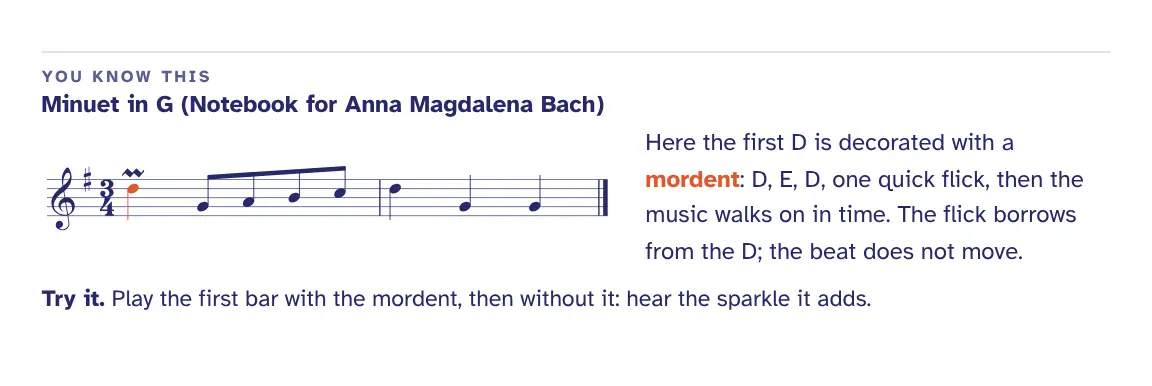 YOU KNOW THIS
Minuet in G (Notebook for Anna Magdalena Bach)
Here the first D is decorated with a
mordent: D, E, D, one quick flick, then the
music walks on in time. The flick borrows
from the D; the beat does not move.
3
4
Try it. Play the first bar with the mordent, then without it: hear the sparkle it adds.